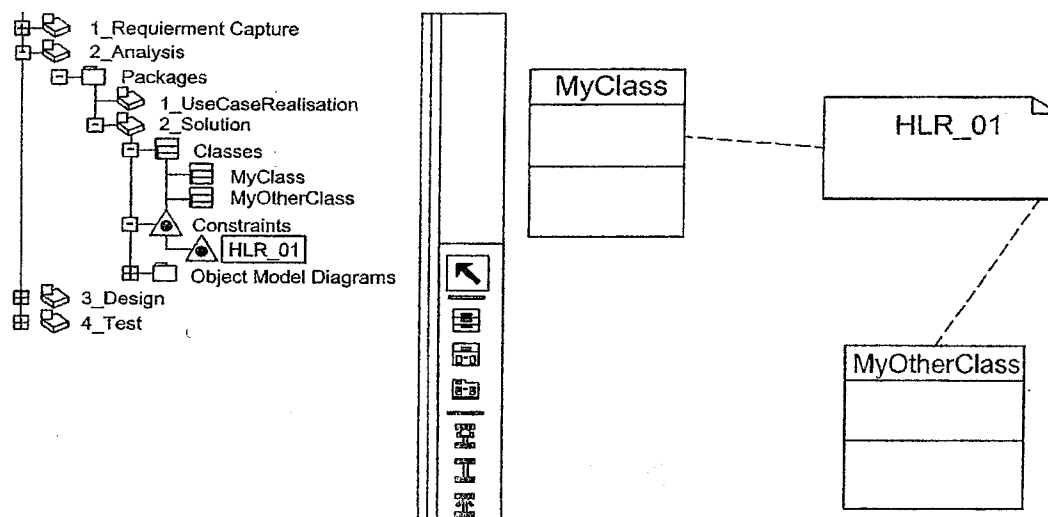 1_Requierment Capture
2_Analysis
Packages
1_UseCaseRealisation
2_Solution
Classes
MyClass
MyOtherClass
Constraints
HLR_01
Object Model Diagrams
3_Design
4_Test
MyClass
HLR_01
MyOtherClass